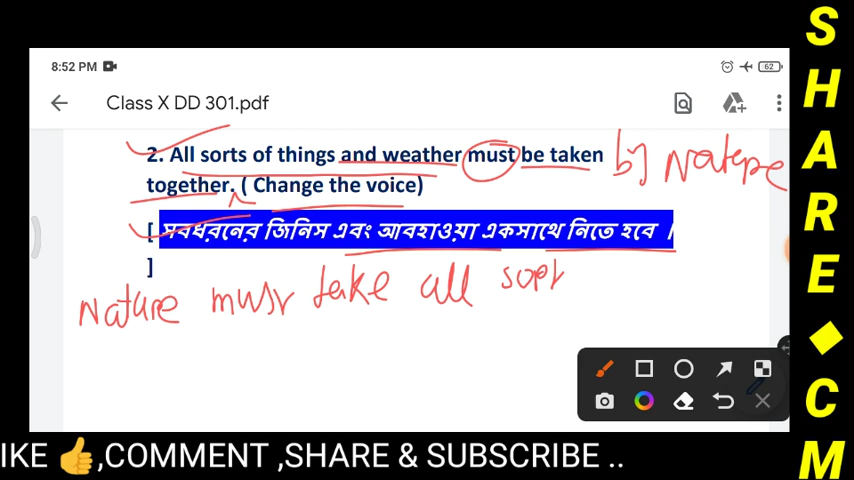 8:52 PM
62
Class X DD 301.pdf
2. All sorts of things and weather must be taken by Nature
together. ( Change the voice)
[ সবধরনের জিনিস এবং আবহাওয়া একসাথে নিতে হবে ।
]
Nature must take all sort
SHARE◆CM
IKE 👍,COMMENT ,SHARE & SUBSCRIBE ..